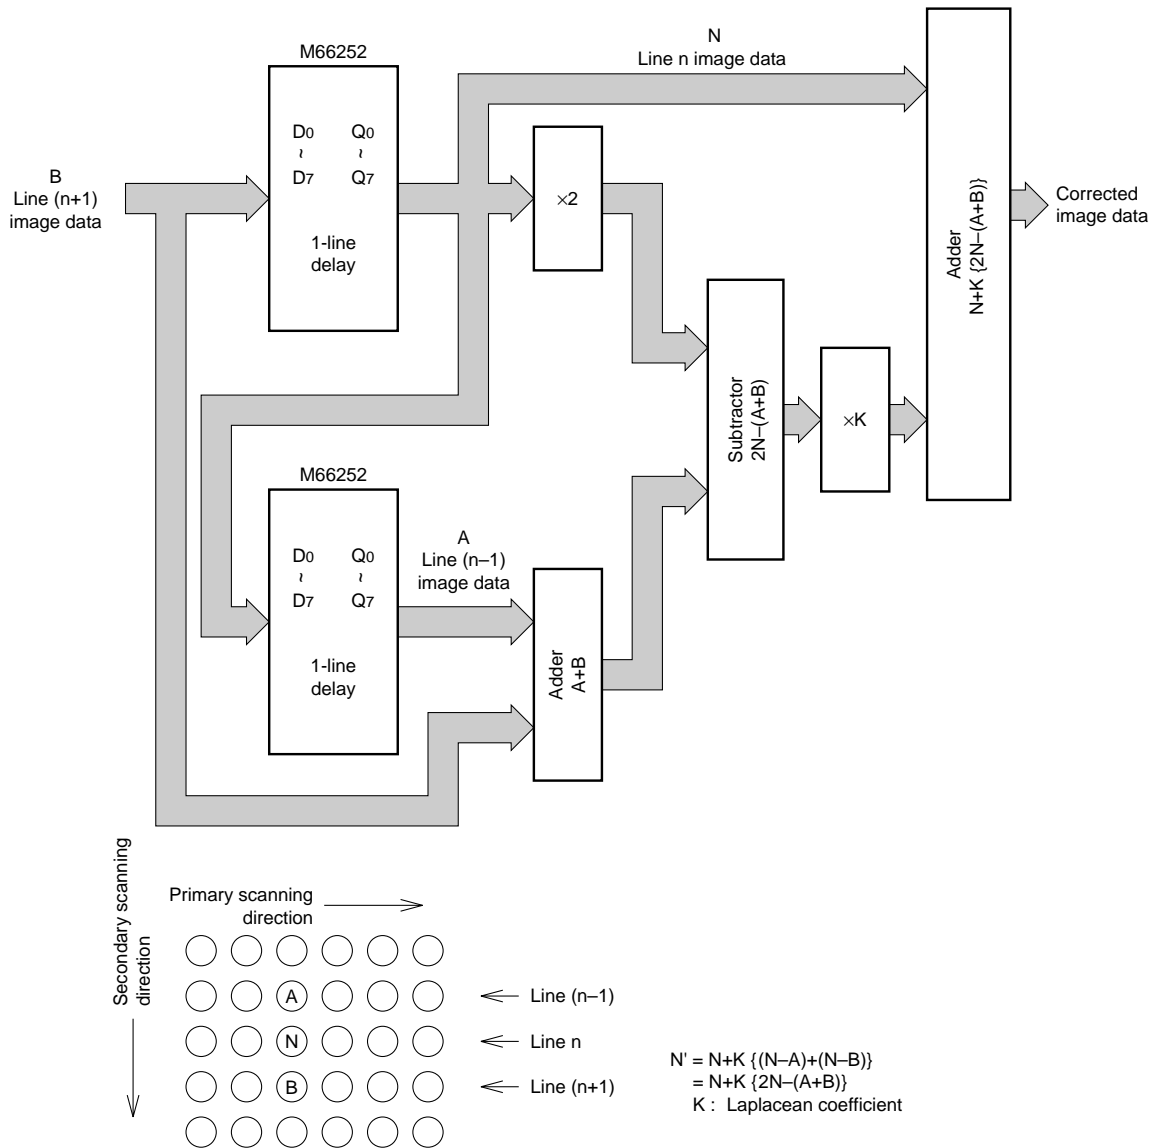 N
Line n image data
M66252
D0
~
D7
Q0
~
Q7
1-line
delay
B
Line (n+1)
image data
×2
Adder
N+K {2N–(A+B)}
Corrected
image data
Subtractor
2N–(A+B)
×K
M66252
D0
~
D7
Q0
~
Q7
1-line
delay
A
Line (n–1)
image data
Adder
A+B
Secondary scanning
direction
Primary scanning
direction
A
Line (n–1)
N
Line n
B
Line (n+1)
N' = N+K {(N–A)+(N–B)}
= N+K {2N–(A+B)}
K : Laplacean coefficient